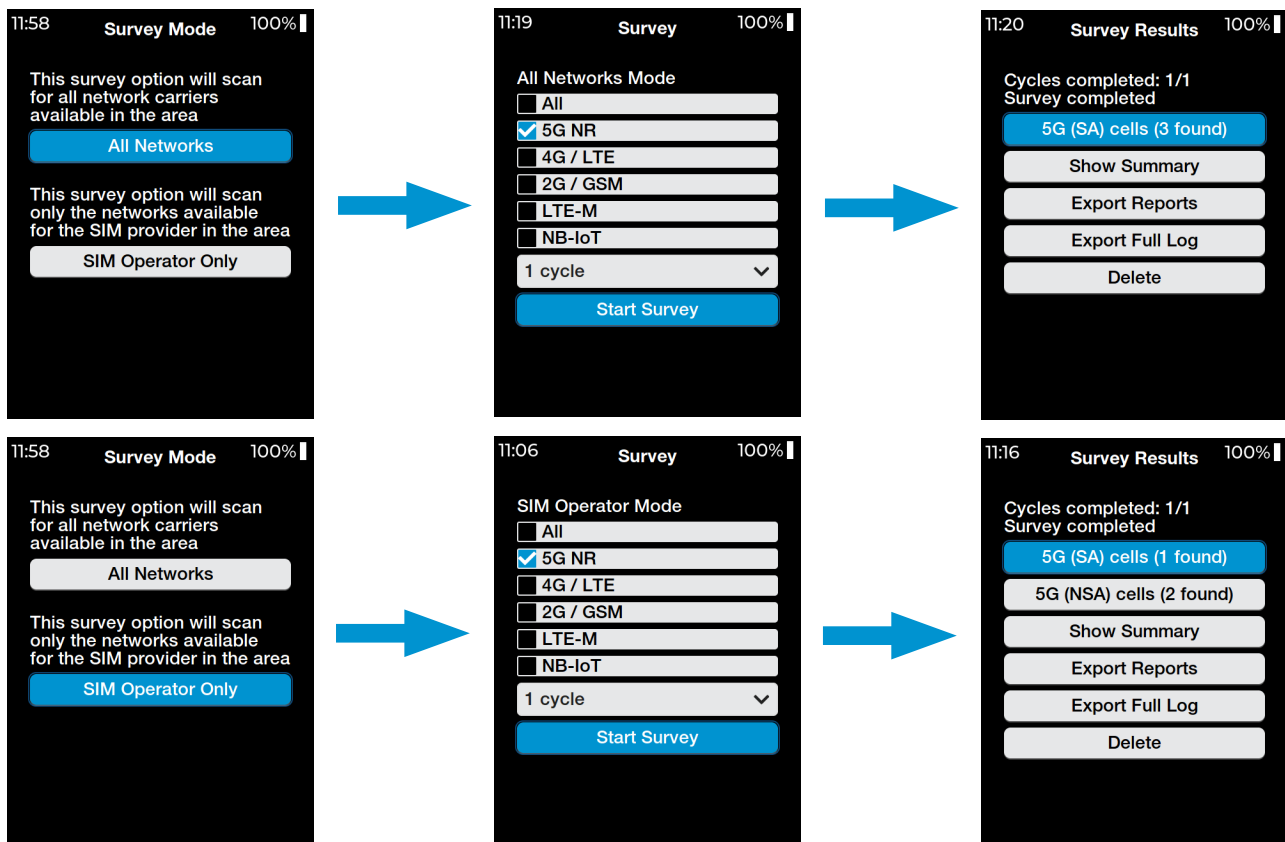 11:58 Survey Mode 100%
This survey option will scan
for all network carriers
available in the area
All Networks
This survey option will scan
only the networks available
for the SIM provider in the area
SIM Operator Only
11:19 Survey 100%
All Networks Mode
All
5G NR
4G / LTE
2G / GSM
LTE-M
NB-IoT
1 cycle
Start Survey
11:20 Survey Results 100%
Cycles completed: 1/1
Survey completed
5G (SA) cells (3 found)
Show Summary
Export Reports
Export Full Log
Delete
11:58 Survey Mode 100%
This survey option will scan
for all network carriers
available in the area
All Networks
This survey option will scan
only the networks available
for the SIM provider in the area
SIM Operator Only
11:06 Survey 100%
SIM Operator Mode
All
5G NR
4G / LTE
2G / GSM
LTE-M
NB-IoT
1 cycle
Start Survey
11:16 Survey Results 100%
Cycles completed: 1/1
Survey completed
5G (SA) cells (1 found)
5G (NSA) cells (2 found)
Show Summary
Export Reports
Export Full Log
Delete